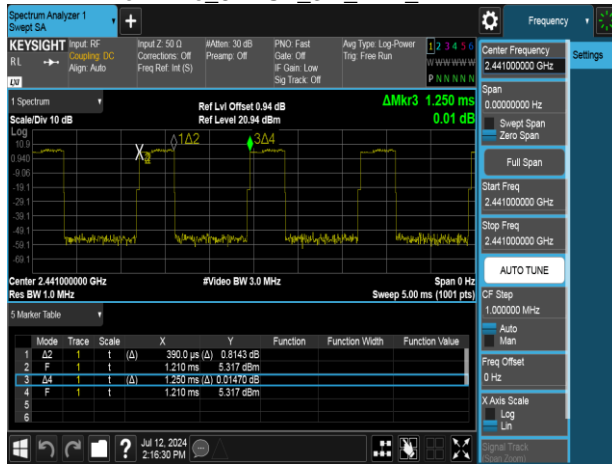 Spectrum Analyzer 1
Swept SA
+
Frequency
KEYSIGHT
RL
Input: RF
Coupling: DC
Align: Auto
Input Z: 50 Ω
Corrections: Off
Freq Ref: Int (S)
#Atten: 30 dB
Preamp: Off
PNO: Fast
Gate: Off
IF Gain: Low
Sig Track: Off
Avg Type: Log-Power
Trig: Free Run
1 2 3 4 5 6
W W W W W W
P N N N N N
LXI
1 Spectrum
Scale/Div 10 dB
Ref Lvl Offset 0.94 dB
Ref Level 20.94 dBm
ΔMkr3 1.250 ms
0.01 dB
Log
10.9
0.940
-9.06
-19.1
-29.1
-39.1
-49.1
-59.1
-69.1
X
1Δ2
3Δ4
Center 2.441000000 GHz
Res BW 1.0 MHz
#Video BW 3.0 MHz
Span 0 Hz
Sweep 5.00 ms (1001 pts)
5 Marker Table
Mode Trace Scale X Y Function Function Width Function Value
1 Δ2 1 t (Δ) 390.0 µs (Δ) 0.8143 dB
2 F 1 t 1.210 ms 5.317 dBm
3 Δ4 1 t (Δ) 1.250 ms (Δ) 0.01470 dB
4 F 1 t 1.210 ms 5.317 dBm
5
6
?
Jul 12, 2024
2:16:30 PM
Center Frequency
2.441000000 GHz
Settings
Span
0.00000000 Hz
Swept Span
Zero Span
Full Span
Start Freq
2.441000000 GHz
Stop Freq
2.441000000 GHz
AUTO TUNE
CF Step
1.000000 MHz
Auto
Man
Freq Offset
0 Hz
X Axis Scale
Log
Lin
Signal Track
(Span Zoom)